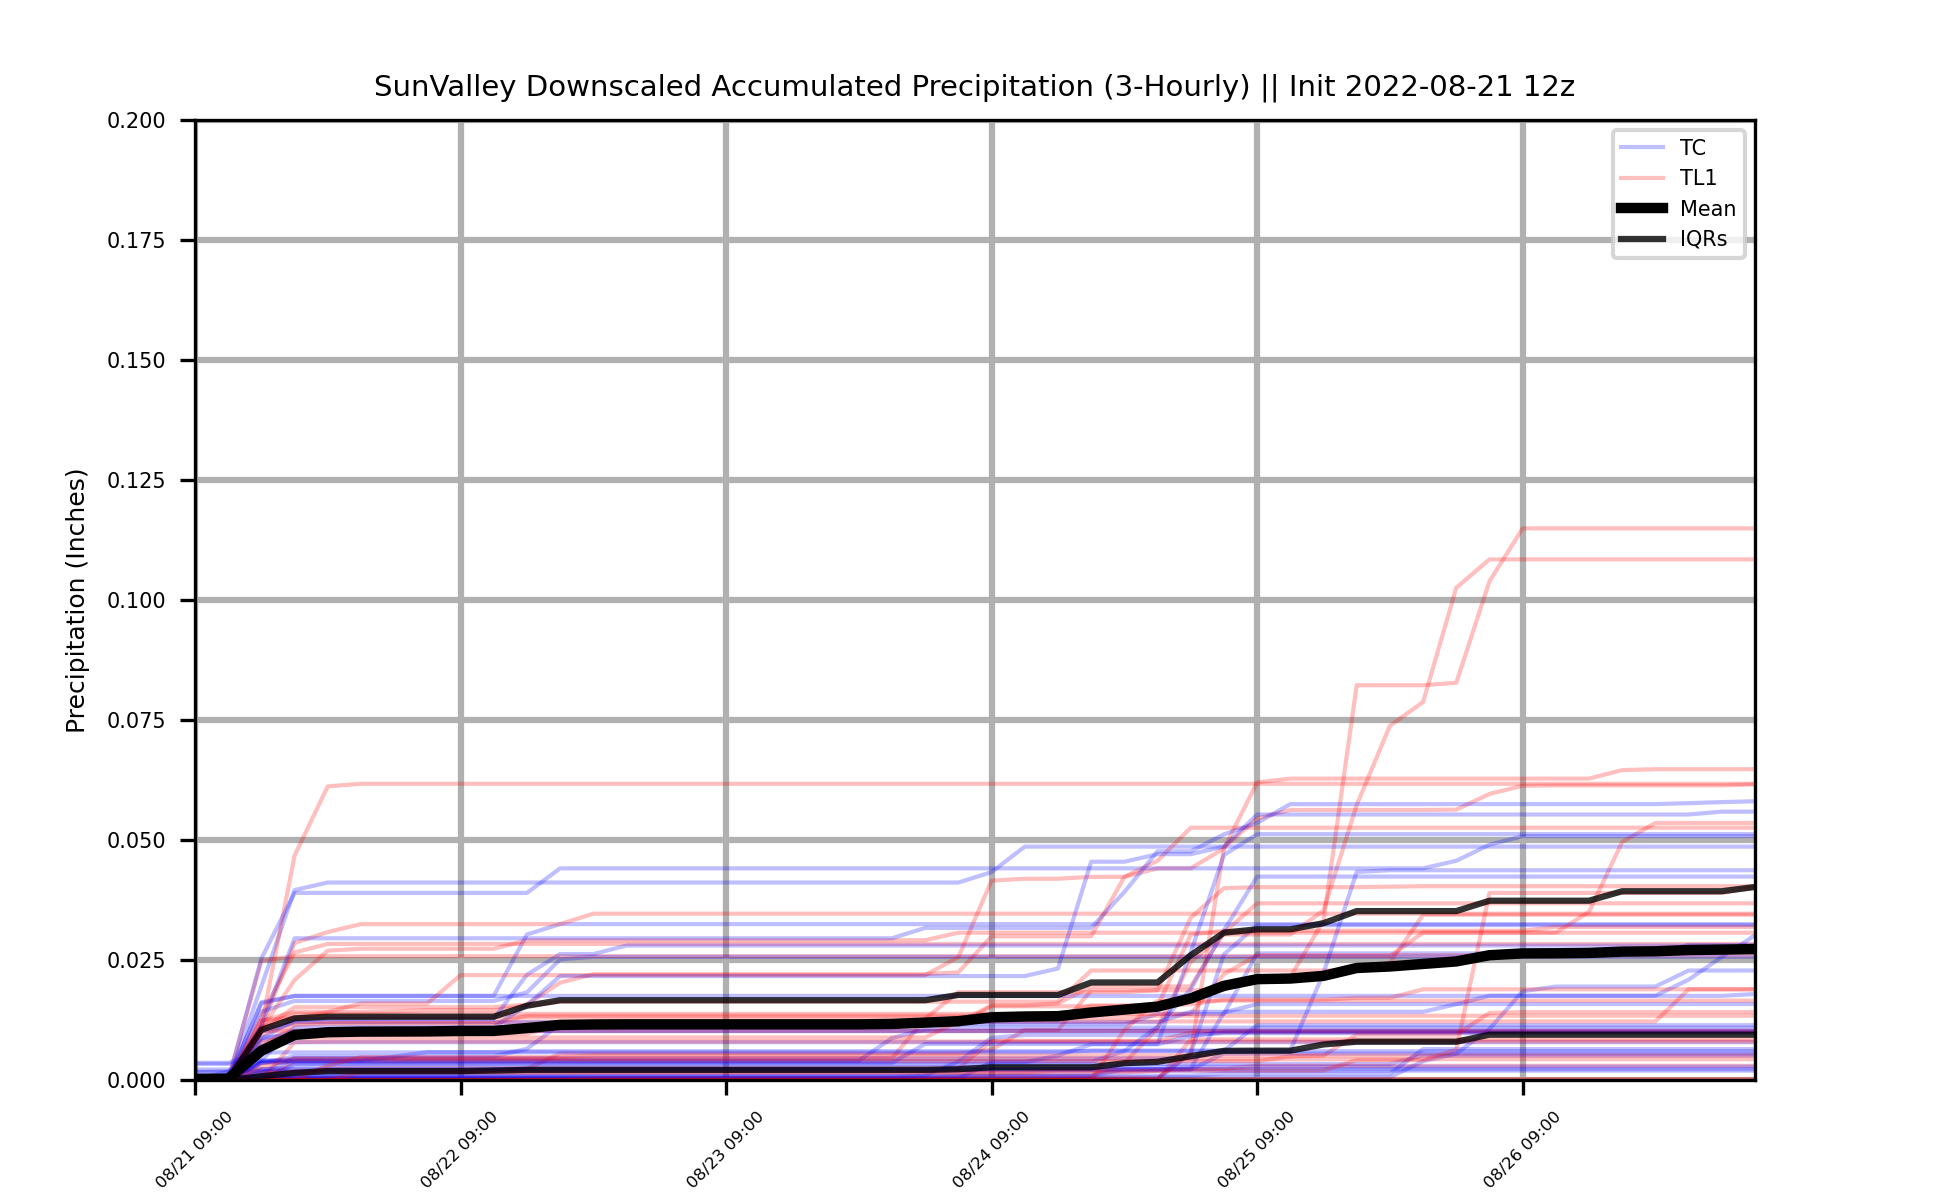 SunValley Downscaled Accumulated Precipitation (3-Hourly) || Init 2022-08-21 12z
0.200
0.175
0.150
0.125
0.100
0.075
0.050
0.025
0.000
Precipitation (Inches)
TC
TL1
Mean
IQRs
08/21 09:00
08/22 09:00
08/23 09:00
08/24 09:00
08/25 09:00
08/26 09:00